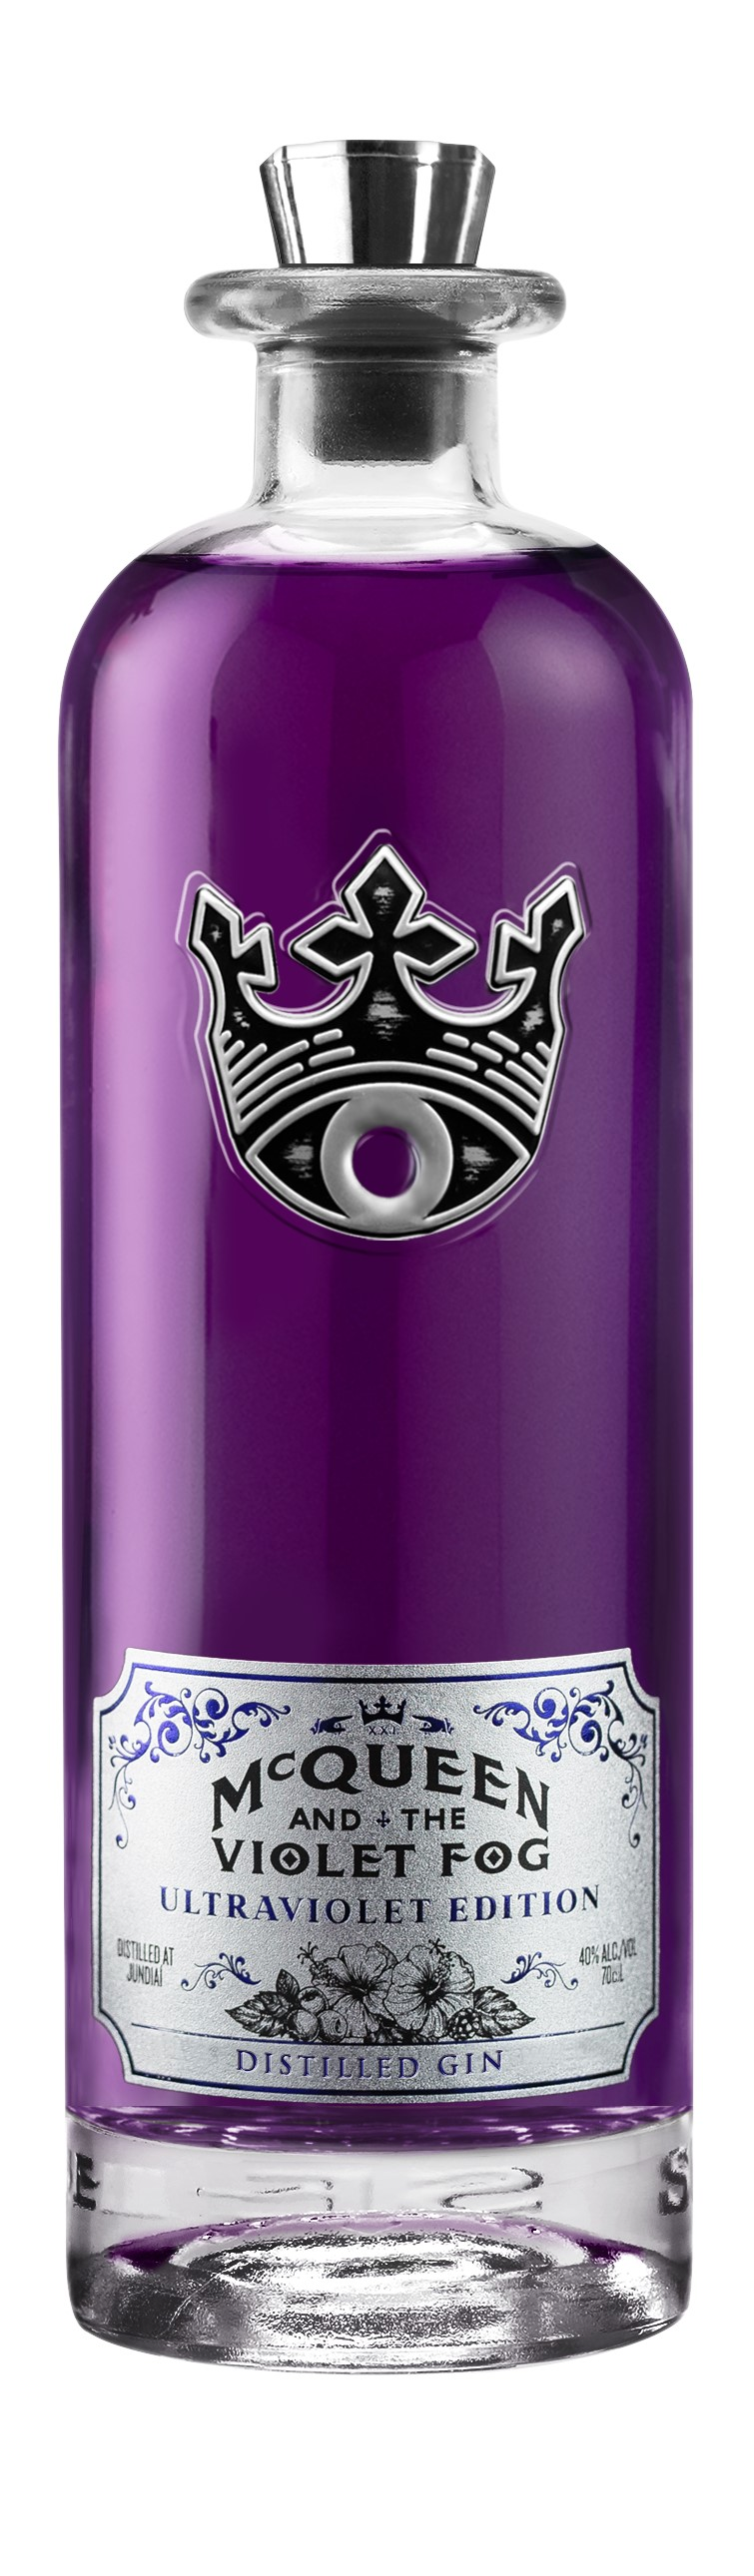 XXI
McQUEEN
AND THE
VIOLET FOG
ULTRAVIOLET EDITION
DISTILLED AT
JUNDIAÍ
40% ALC./VOL
70cL
DISTILLED GIN